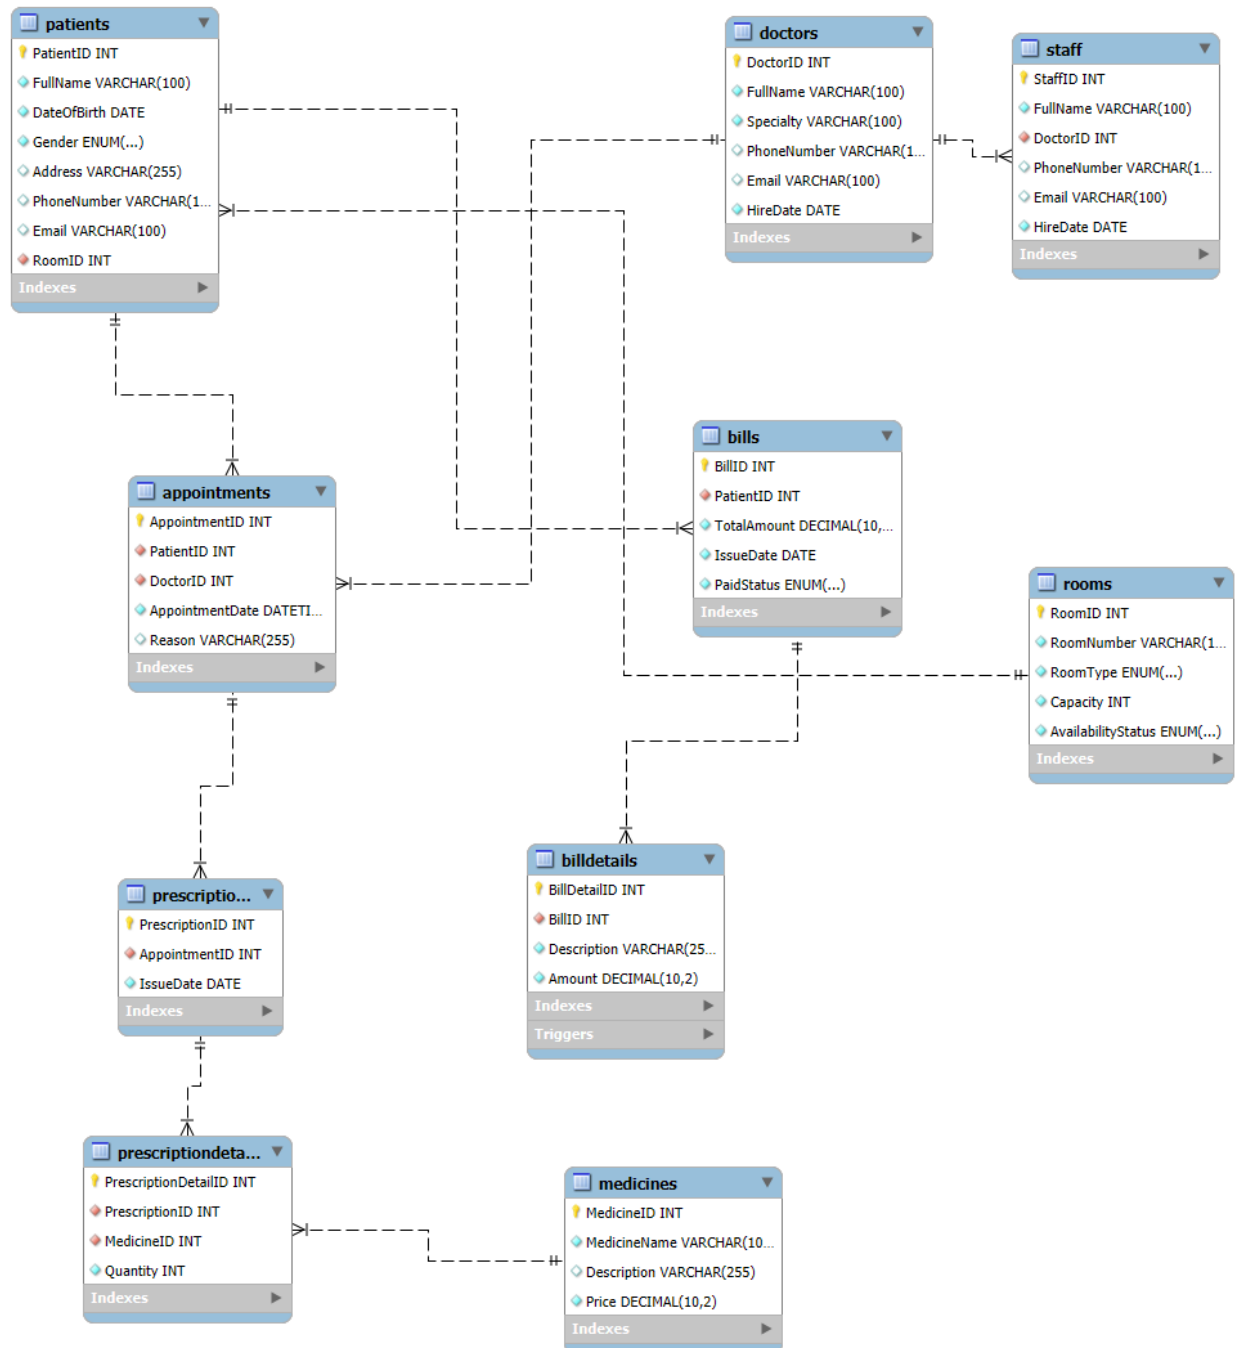 patients
PatientID INT
FullName VARCHAR(100)
DateOfBirth DATE
Gender ENUM(...)
Address VARCHAR(255)
PhoneNumber VARCHAR(1...
Email VARCHAR(100)
RoomID INT
Indexes
doctors
DoctorID INT
FullName VARCHAR(100)
Specialty VARCHAR(100)
PhoneNumber VARCHAR(1...
Email VARCHAR(100)
HireDate DATE
Indexes
staff
StaffID INT
FullName VARCHAR(100)
DoctorID INT
PhoneNumber VARCHAR(1...
Email VARCHAR(100)
HireDate DATE
Indexes
appointments
AppointmentID INT
PatientID INT
DoctorID INT
AppointmentDate DATETI...
Reason VARCHAR(255)
Indexes
bills
BillID INT
PatientID INT
TotalAmount DECIMAL(10,...
IssueDate DATE
PaidStatus ENUM(...)
Indexes
rooms
RoomID INT
RoomNumber VARCHAR(1...
RoomType ENUM(...)
Capacity INT
AvailabilityStatus ENUM(...)
Indexes
prescriptio...
PrescriptionID INT
AppointmentID INT
IssueDate DATE
Indexes
billdetails
BillDetailID INT
BillID INT
Description VARCHAR(25...
Amount DECIMAL(10,2)
Indexes
Triggers
prescriptiondeta...
PrescriptionDetailID INT
PrescriptionID INT
MedicineID INT
Quantity INT
Indexes
medicines
MedicineID INT
MedicineName VARCHAR(10...
Description VARCHAR(255)
Price DECIMAL(10,2)
Indexes